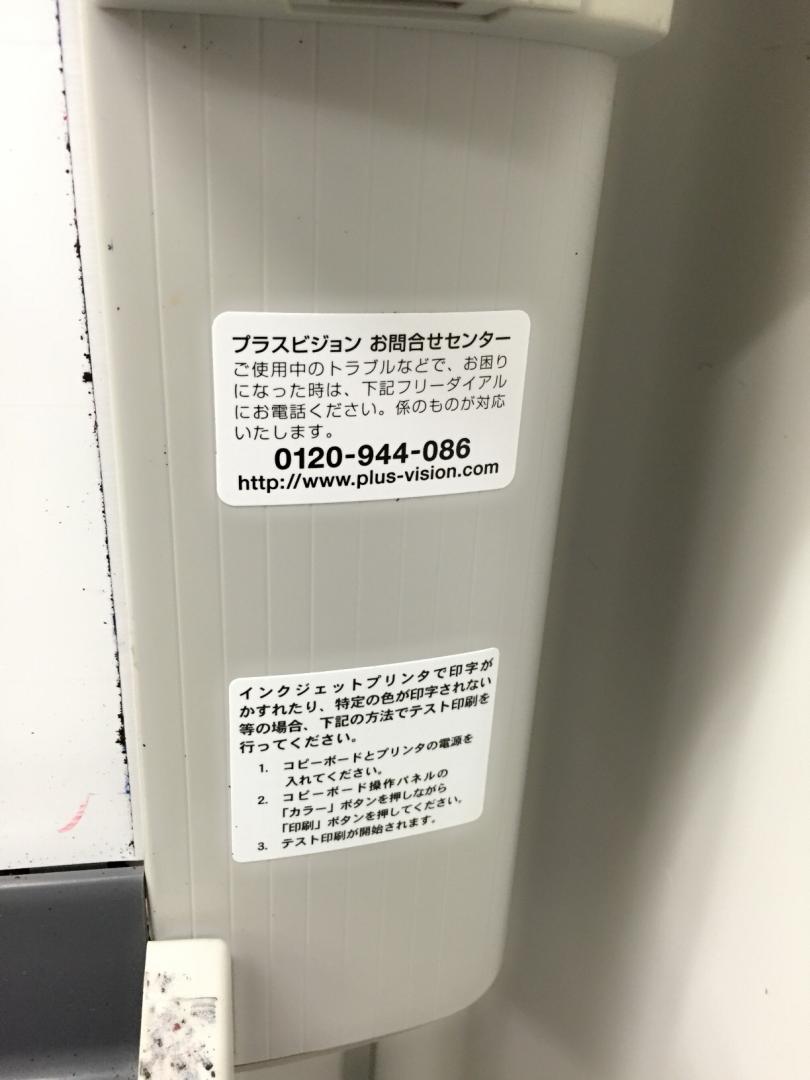 プラスビジョン お問合せセンター
ご使用中のトラブルなどで、お困り
になった時は、下記フリーダイアル
にお電話ください。係のものが対応
いたします。
0120-944-086
http://www.plus-vision.com
インクジェットプリンタで印字が
かすれたり、特定の色が印字されない
等の場合、下記の方法でテスト印刷を
行ってください。
1. コピーボードとプリンタの電源を
入れてください。
2. コピーボード操作パネルの
「カラー」ボタンを押しながら
「印刷」ボタンを押してください。
3. テスト印刷が開始されます。